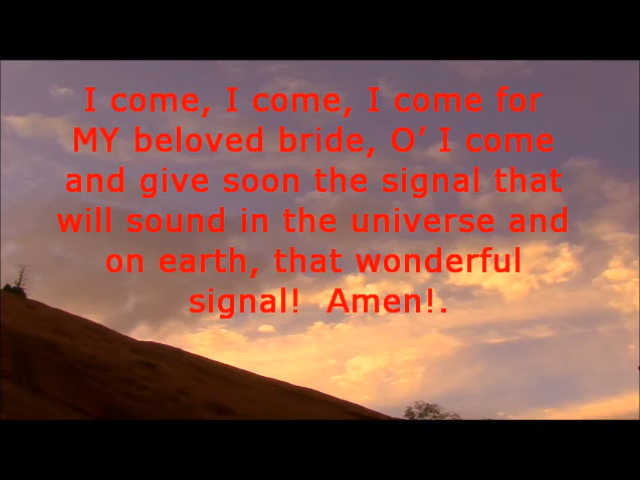 I come, I come, I come for
MY beloved bride, O’ I come
and give soon the signal that
will sound in the universe and
on earth, that wonderful
signal!  Amen!.